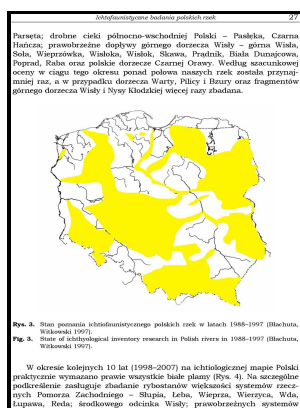 Ichtiofaunistyczne badania polskich rzek 27
Parsęta; drobne cieki północno-wschodniej Polski – Pasłęka, Czarna
Hańcza; prawobrzeżne dopływy górnego dorzecza Wisły – górna Wisła,
Soła, Wieprzówka, Wisłoka, Wisłok, Skawa, Prądnik, Biała Dunajcowa,
Poprad, Raba oraz polskie dorzecze Czarnej Orawy. Według szacunkowej
oceny w ciągu tego okresu ponad połowa naszych rzek została przynaj-
mniej raz, a w przypadku dorzecza Warty, Pilicy i Bzury oraz fragmentów
górnego dorzecza Wisły i Nysy Kłodzkiej więcej razy zbadana.
Rys. 3. Stan poznania ichtiofaunistycznego polskich rzek w latach 1988–1997 (Błachuta,
Witkowski 1997).
Fig. 3. State of ichthyological inventory research in Polish rivers in 1988–1997 (Błachuta,
Witkowski 1997).
W okresie kolejnych 10 lat (1998–2007) na ichtiologicznej mapie Polski
praktycznie wymazano prawie wszystkie białe plamy (Rys. 4). Na szczególne
podkreślenie zasługuje zbadanie rybostanów większości systemów rzecz-
nych Pomorza Zachodniego – Słupia, Łeba, Wieprza, Wierzyca, Wda,
Łupawa, Reda; środkowego odcinka Wisły; prawobrzeżnych systemów